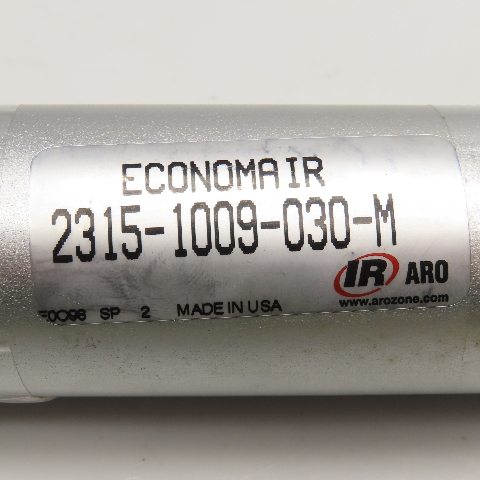 ECONOMAIR
2315-1009-030-M
IR ARO
www.arozone.com
SP 2 MADE IN USA